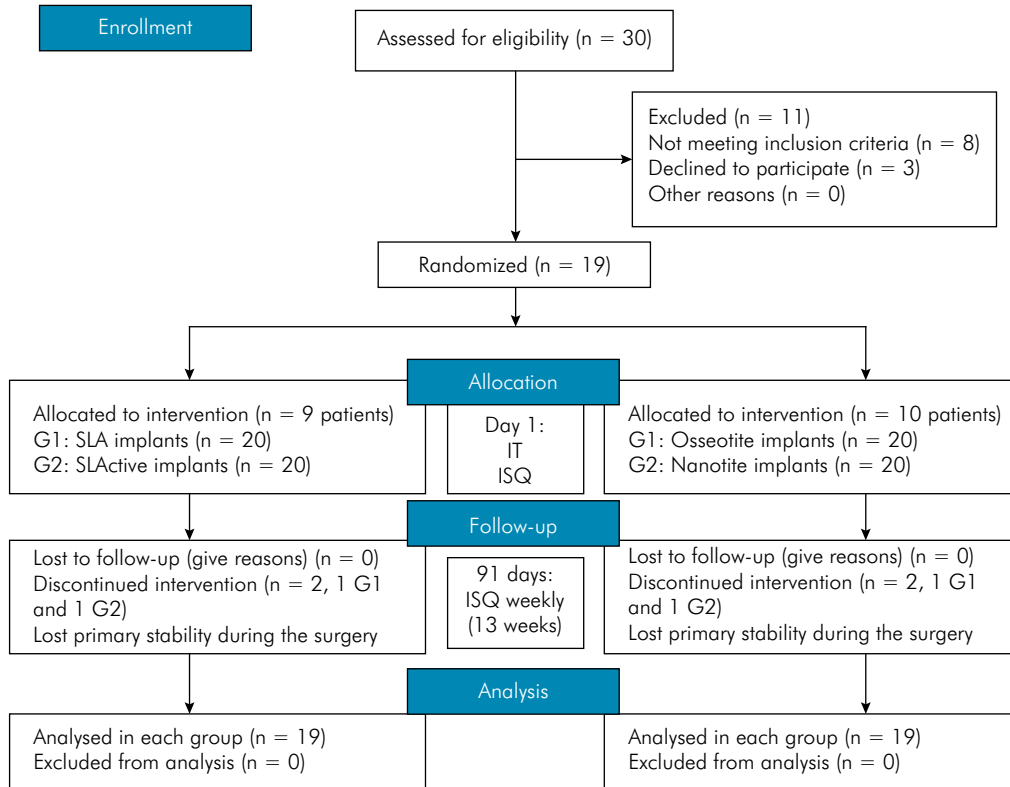 Enrollment
Assessed for eligibility (n = 30)
Excluded (n = 11)
Not meeting inclusion criteria (n = 8)
Declined to participate (n = 3)
Other reasons (n = 0)
Randomized (n = 19)
Allocation
Allocated to intervention (n = 9 patients)
G1: SLA implants (n = 20)
G2: SLActive implants (n = 20)
Day 1:
IT
ISQ
Allocated to intervention (n = 10 patients)
G1: Osseotite implants (n = 20)
G2: Nanotite implants (n = 20)
Follow-up
Lost to follow-up (give reasons) (n = 0)
Discontinued intervention (n = 2, 1 G1
and 1 G2)
Lost primary stability during the surgery
91 days:
ISQ weekly
(13 weeks)
Lost to follow-up (give reasons) (n = 0)
Discontinued intervention (n = 2, 1 G1
and 1 G2)
Lost primary stability during the surgery
Analysis
Analysed in each group (n = 19)
Excluded from analysis (n = 0)
Analysed in each group (n = 19)
Excluded from analysis (n = 0)